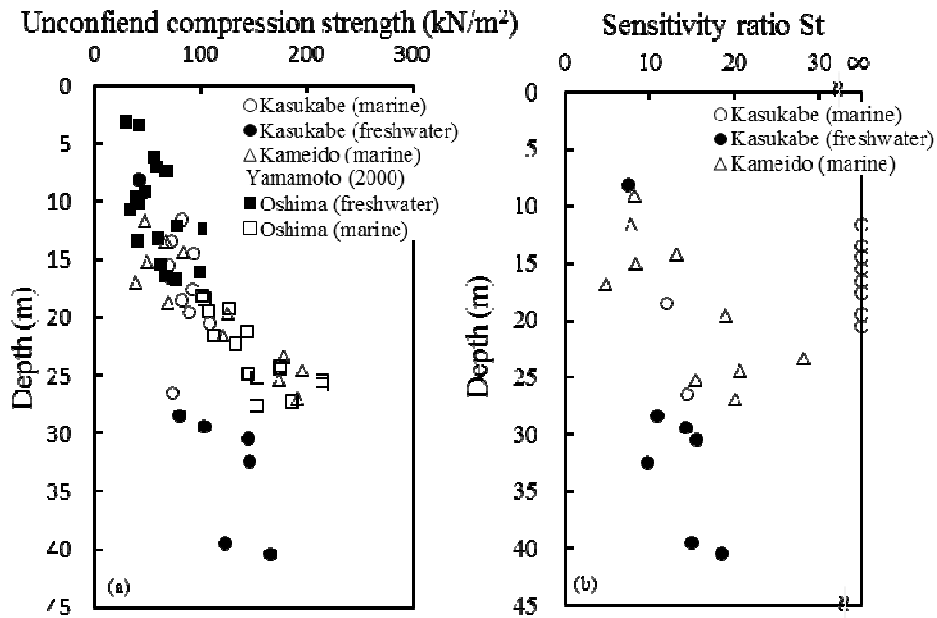 Unconfiend compression strength (kN/m²)
0 100 200 300
0
5
10
15
20
25
30
35
40
45
Depth (m)
Kasukabe (marine)
Kasukabe (freshwater)
Kameido (marine)
Yamamoto (2000)
Oshima (freshwater)
Oshima (marine)
(a)
Sensitivity ratio St
0 10 20 30 ∞
0
5
10
15
20
25
30
35
40
45
Depth (m)
Kasukabe (marine)
Kasukabe (freshwater)
Kameido (marine)
(b)